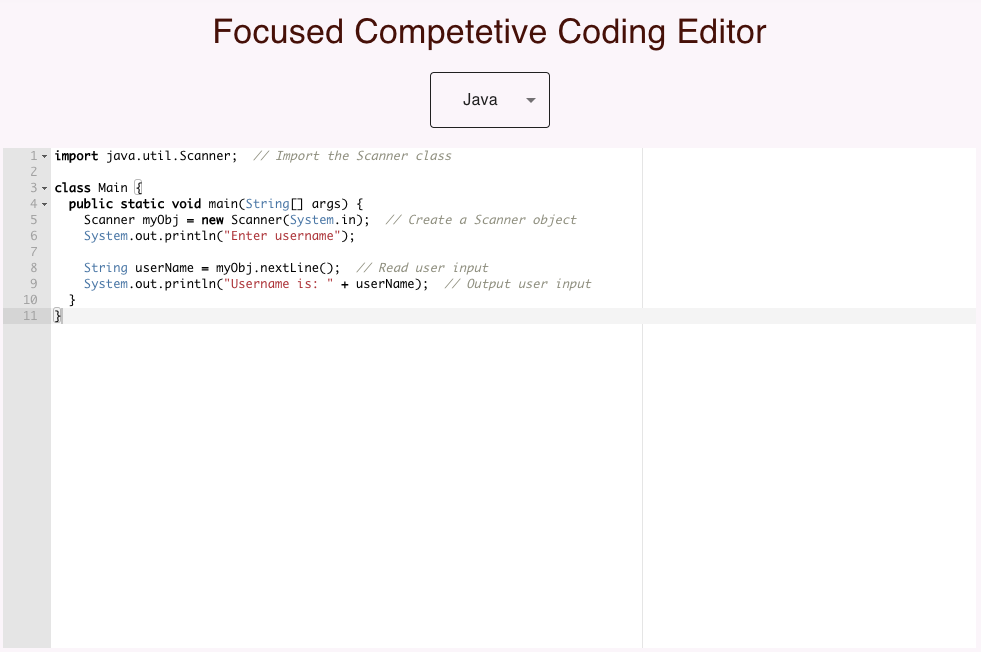 Focused Competetive Coding Editor
Java
1 import java.util.Scanner;  // Import the Scanner class
2
3 class Main {
4   public static void main(String[] args) {
5     Scanner myObj = new Scanner(System.in);  // Create a Scanner object
6     System.out.println("Enter username");
7
8     String userName = myObj.nextLine();  // Read user input
9     System.out.println("Username is: " + userName);  // Output user input
10   }
11 }